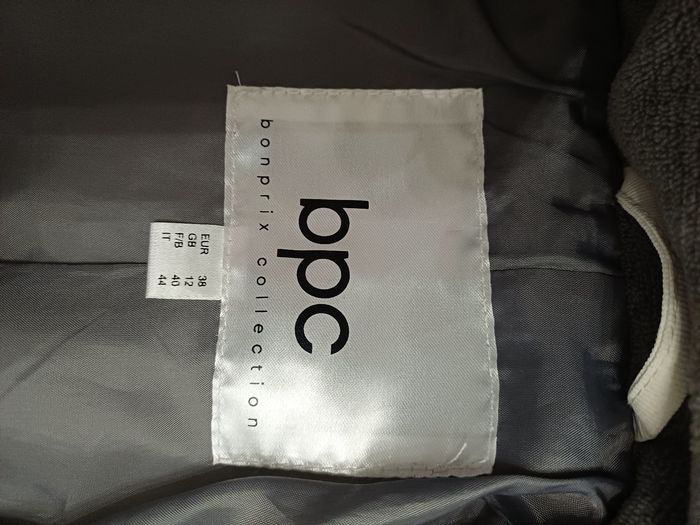 bpc
bonprix collection
EUR 38
GB 12
F/B 40
IT 44